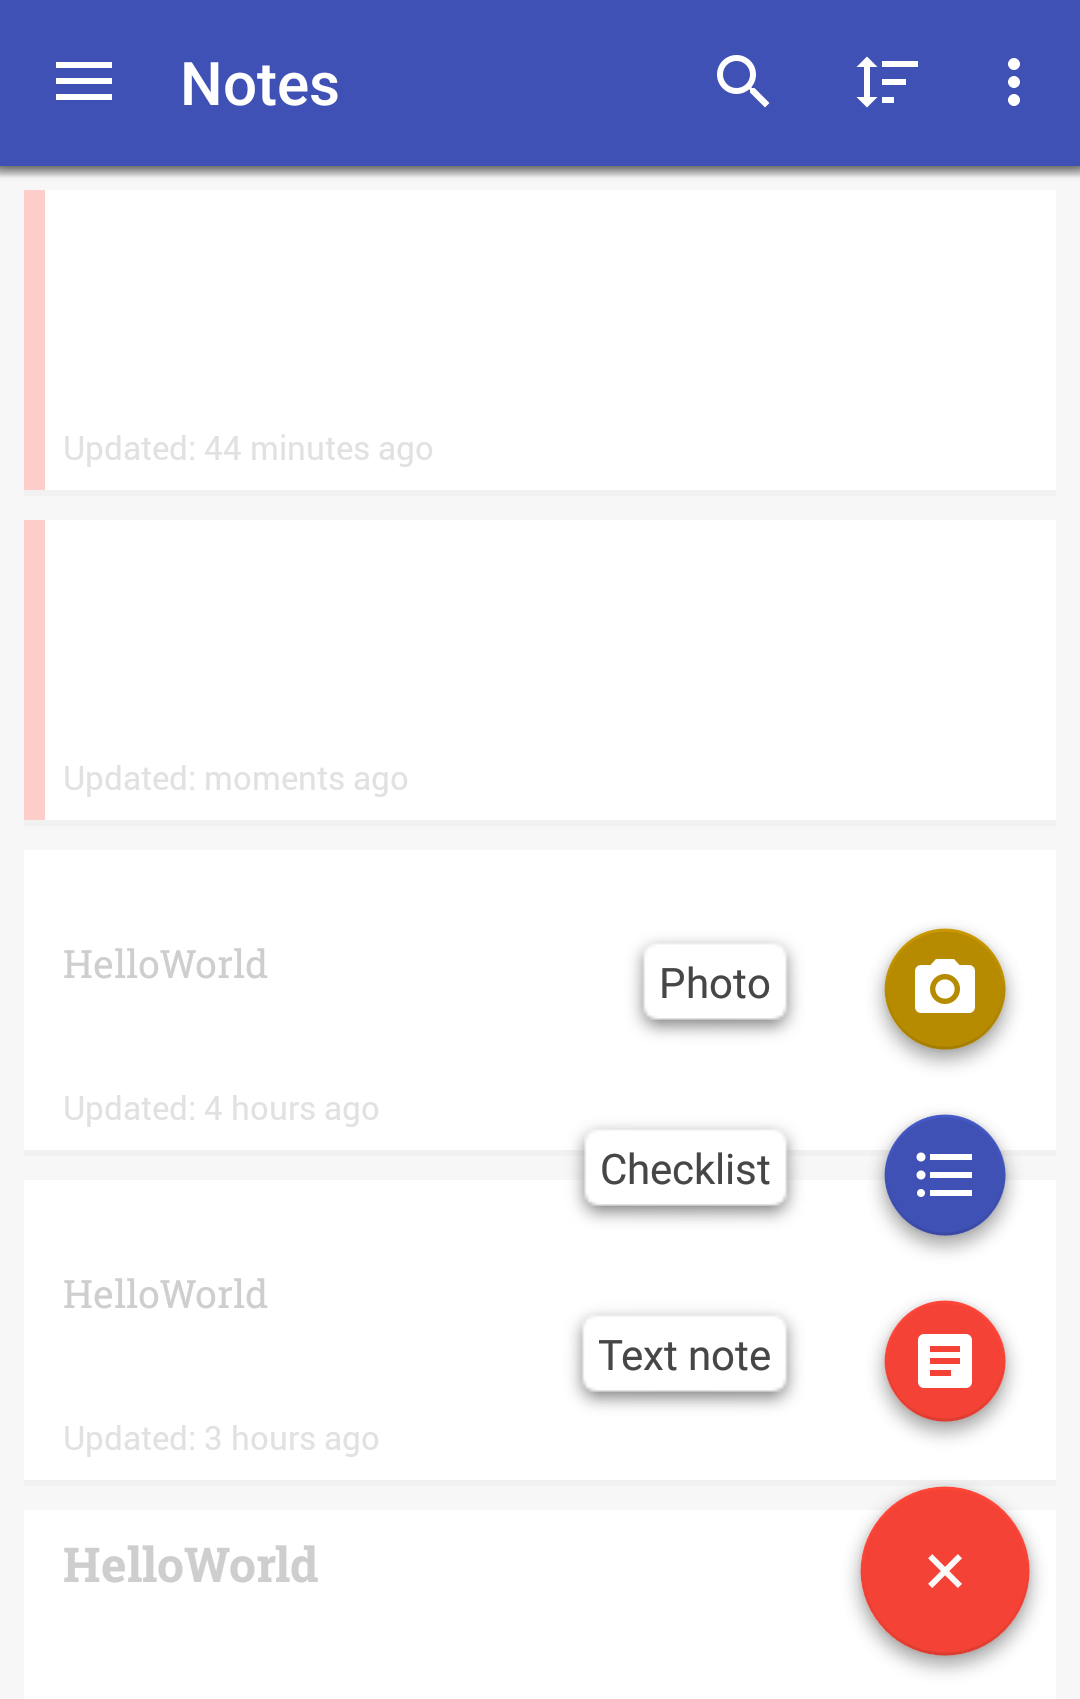 Notes
Updated: 44 minutes ago
Updated: moments ago
HelloWorld
Photo
Updated: 4 hours ago
Checklist
HelloWorld
Text note
Updated: 3 hours ago
HelloWorld